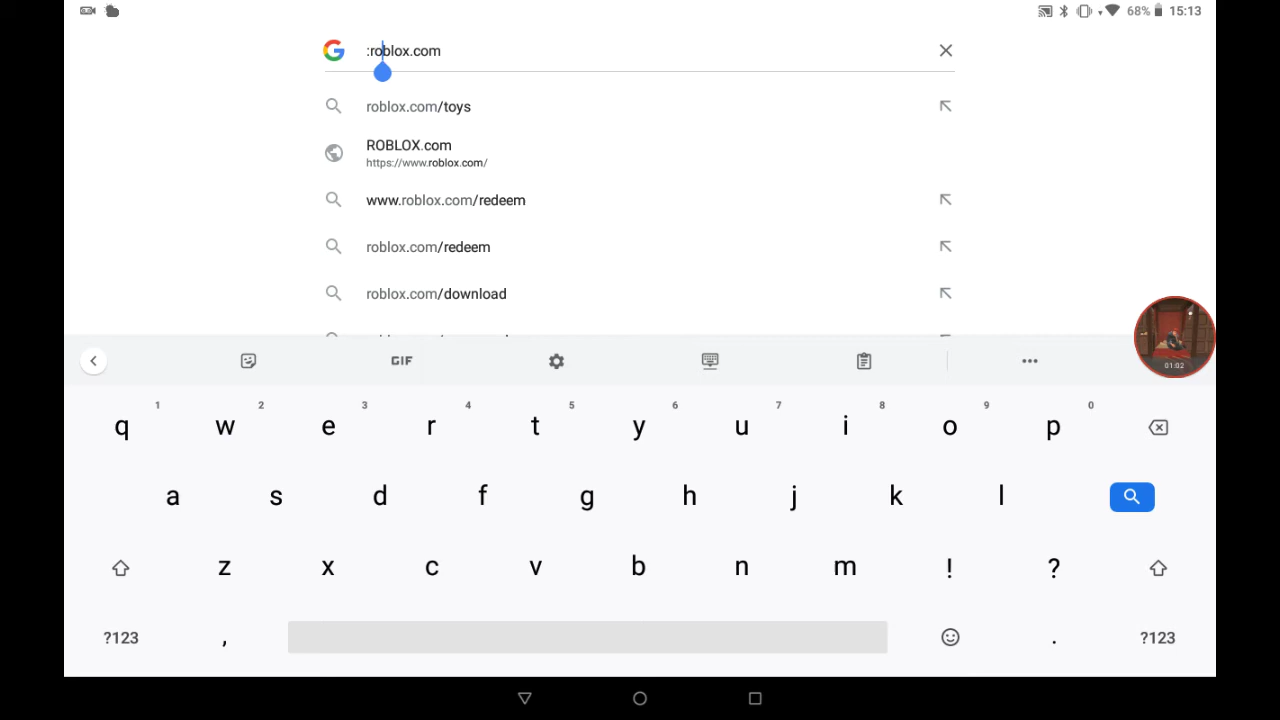 68% 15:13
:roblox.com
roblox.com/toys
ROBLOX.com
https://www.roblox.com/
www.roblox.com/redeem
roblox.com/redeem
roblox.com/download
GIF
01:02
1 2 3 4 5 6 7 8 9 0
q w e r t y u i o p
a s d f g h j k l
z x c v b n m ! ?
?123 , . ?123